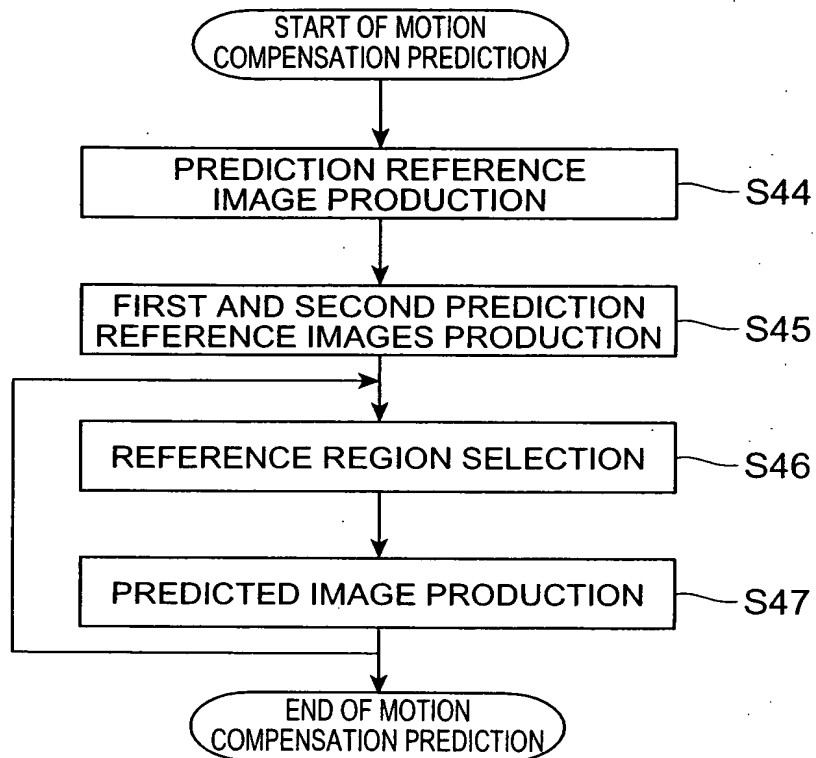 START OF MOTION
COMPENSATION PREDICTION
PREDICTION REFERENCE
IMAGE PRODUCTION
S44
FIRST AND SECOND PREDICTION
REFERENCE IMAGES PRODUCTION
S45
REFERENCE REGION SELECTION
S46
PREDICTED IMAGE PRODUCTION
S47
END OF MOTION
COMPENSATION PREDICTION